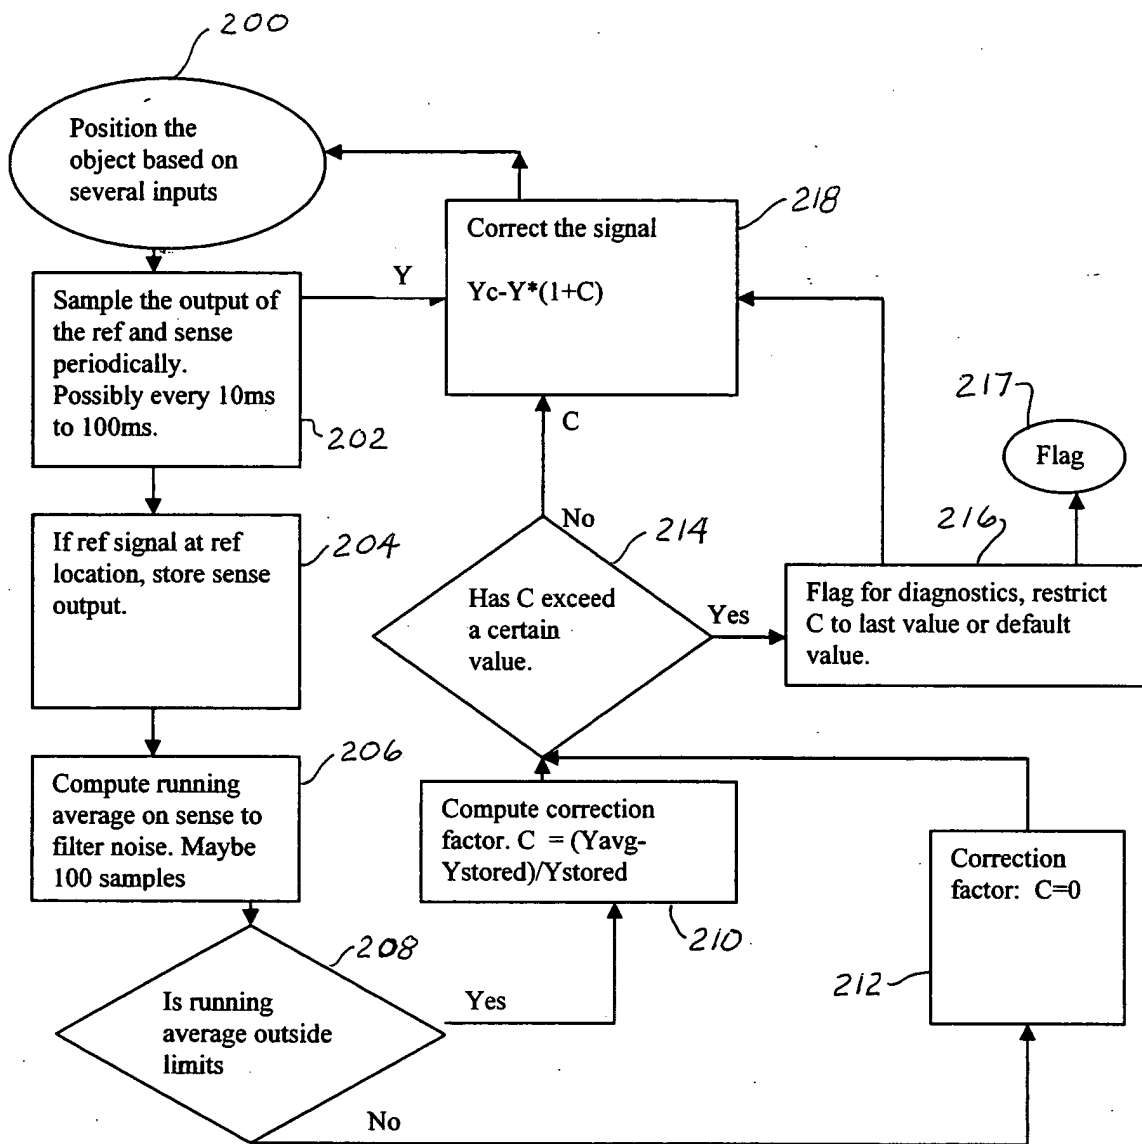 200
Position the
object based on
several inputs
218
Correct the signal
Yc-Y*(1+C)
Y
Sample the output of
the ref and sense
periodically.
Possibly every 10ms
to 100ms.
202
C
217
Flag
If ref signal at ref
location, store sense
output.
204
No
214
Has C exceed
a certain
value.
Yes
216
Flag for diagnostics, restrict
C to last value or default
value.
206
Compute running
average on sense to
filter noise. Maybe
100 samples
Compute correction
factor. C = (Yavg-
Ystored)/Ystored
210
Correction
factor: C=0
212
208
Is running
average outside
limits
Yes
No